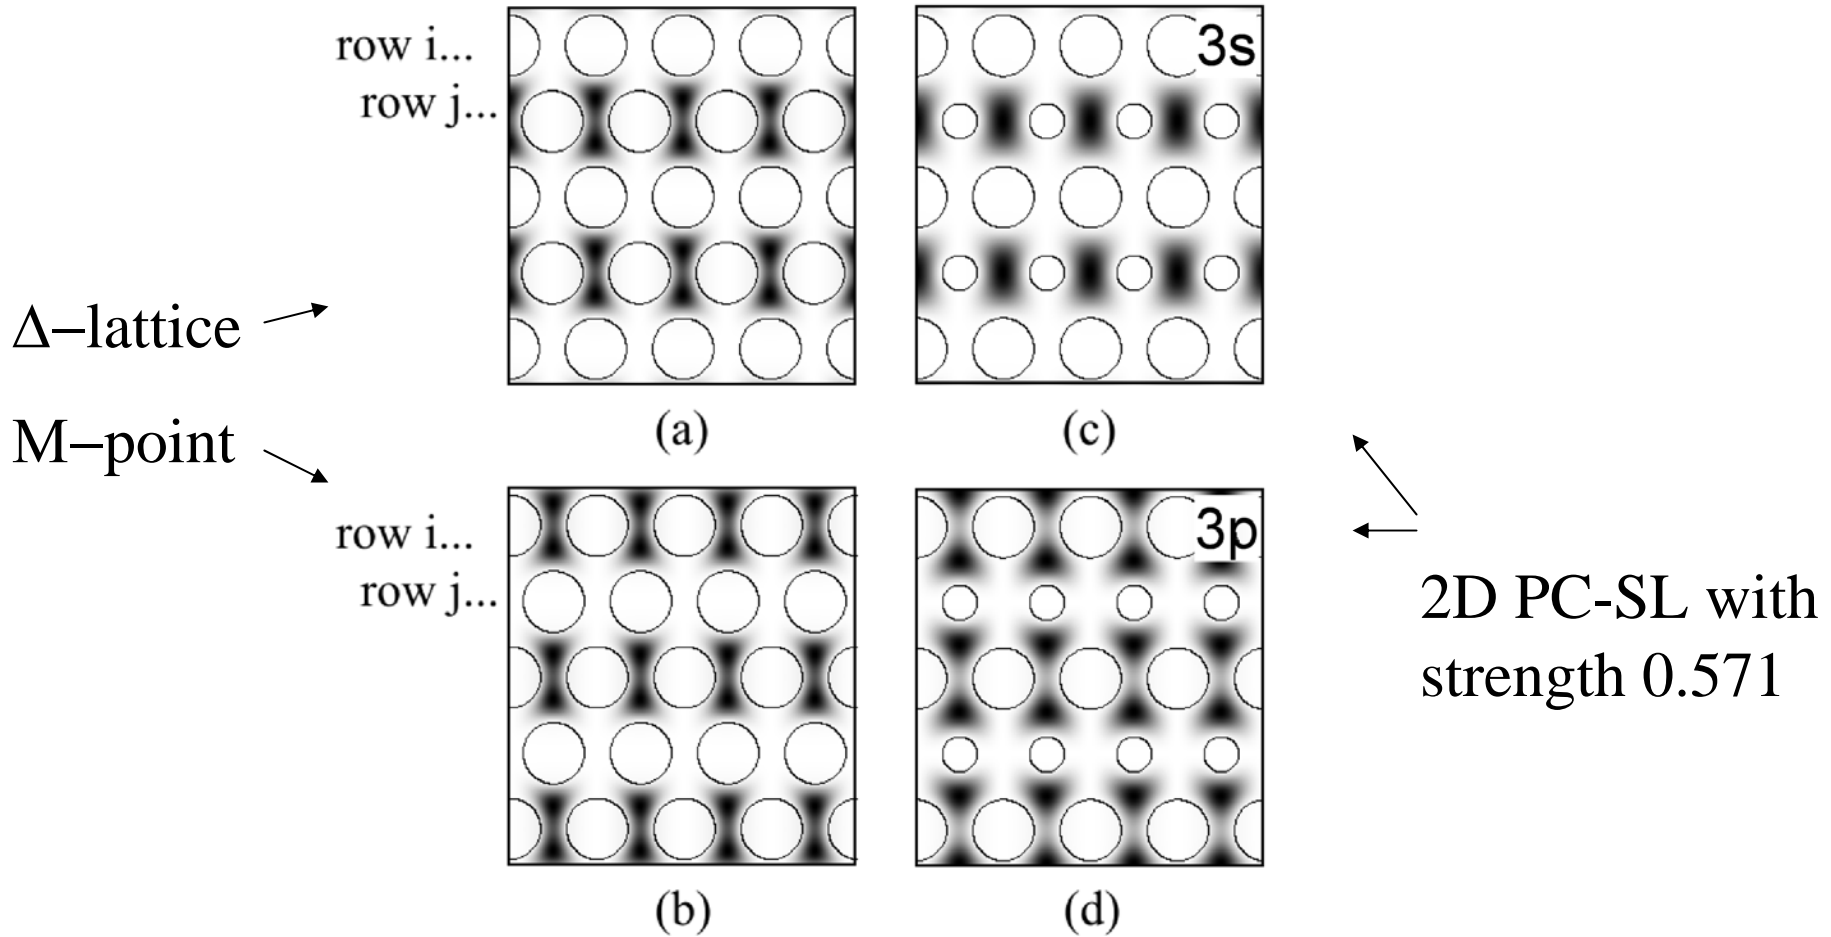 row i...
row j...
3s
Δ–lattice
(a)
(c)
M–point
row i...
row j...
3p
2D PC-SL with
strength 0.571
(b)
(d)